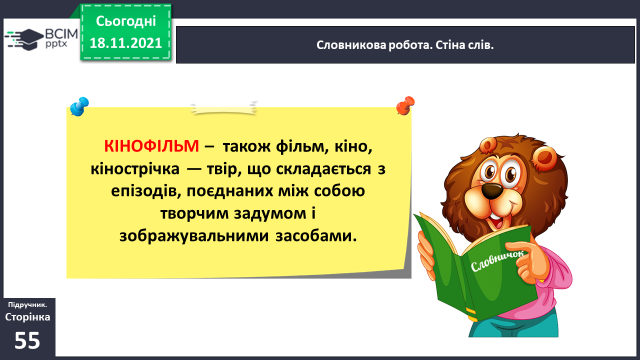 Сьогодні
18.11.2021
BCIM
pptx
Словникова робота. Стіна слів.
КІНОФІЛЬМ – також фільм, кіно,
кінострічка — твір, що складається з
епізодів, поєднаних між собою
творчим задумом і
зображувальними засобами.
Словничок
Підручник.
Сторінка
55